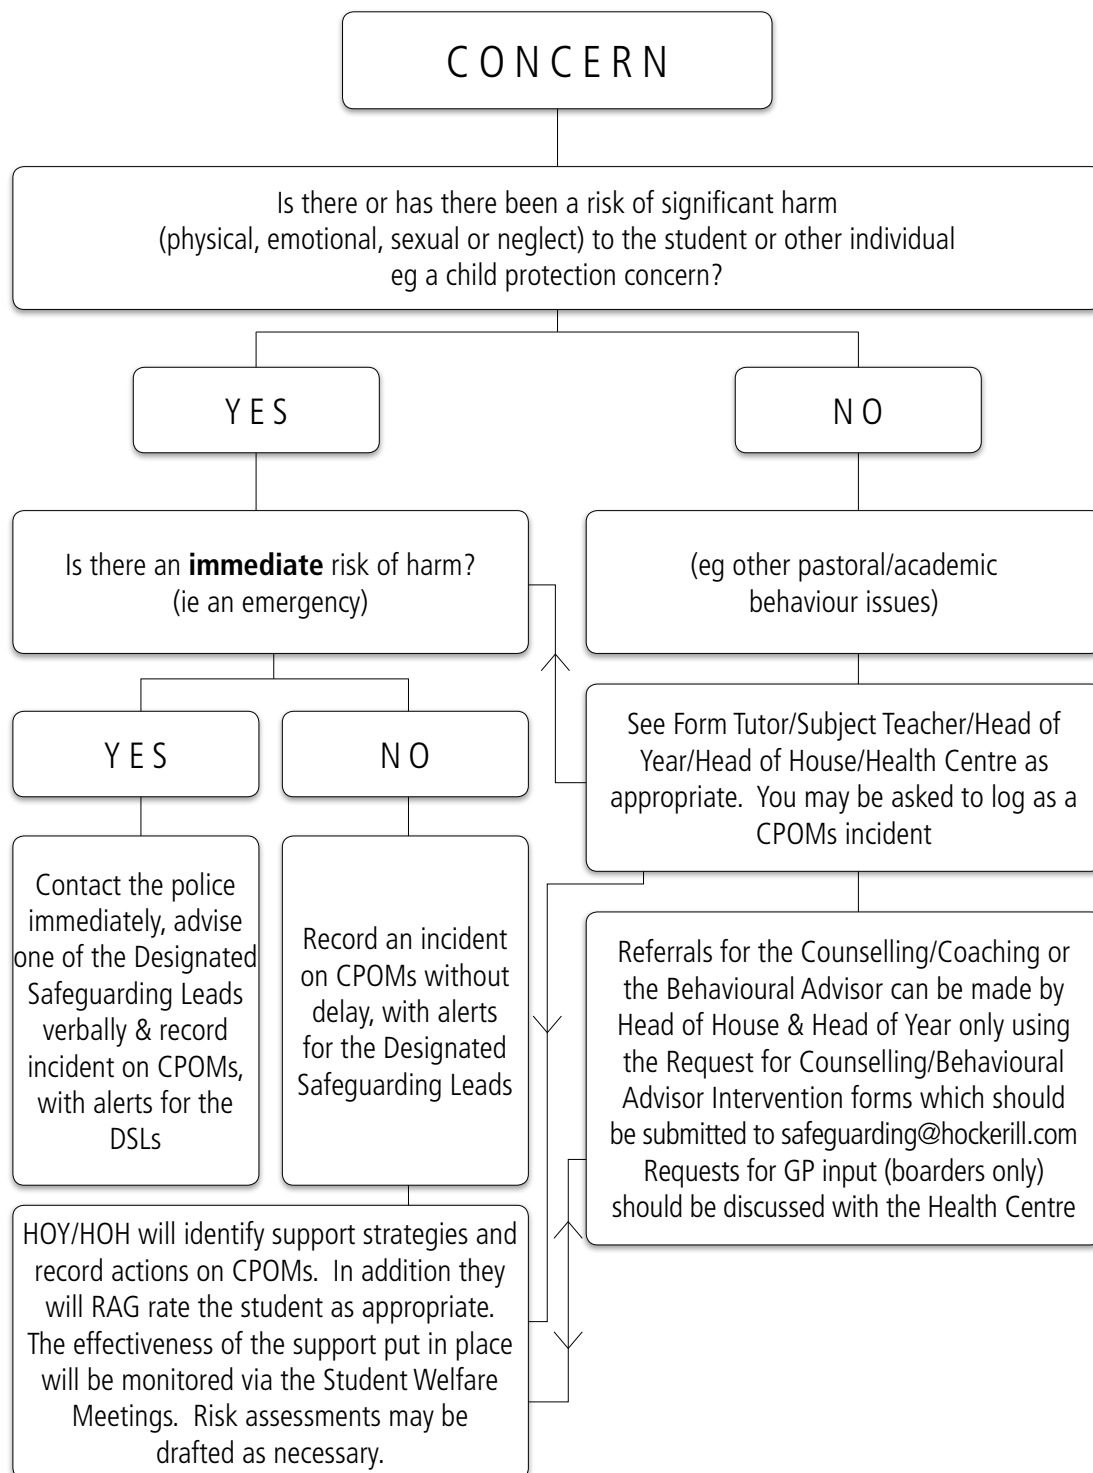 CONCERN
Is there or has there been a risk of significant harm
(physical, emotional, sexual or neglect) to the student or other individual
eg a child protection concern?
YES
NO
Is there an immediate risk of harm?
(ie an emergency)
(eg other pastoral/academic
behaviour issues)
YES
NO
See Form Tutor/Subject Teacher/Head of
Year/Head of House/Health Centre as
appropriate.  You may be asked to log as a
CPOMs incident
Contact the police
immediately, advise
one of the Designated
Safeguarding Leads
verbally & record
incident on CPOMs,
with alerts for the
DSLs
Record an incident
on CPOMs without
delay, with alerts
for the Designated
Safeguarding Leads
Referrals for the Counselling/Coaching or
the Behavioural Advisor can be made by
Head of House & Head of Year only using
the Request for Counselling/Behavioural
Advisor Intervention forms which should
be submitted to safeguarding@hockerill.com
Requests for GP input (boarders only)
should be discussed with the Health Centre
HOY/HOH will identify support strategies and
record actions on CPOMs.  In addition they
will RAG rate the student as appropriate.
The effectiveness of the support put in place
will be monitored via the Student Welfare
Meetings.  Risk assessments may be
drafted as necessary.